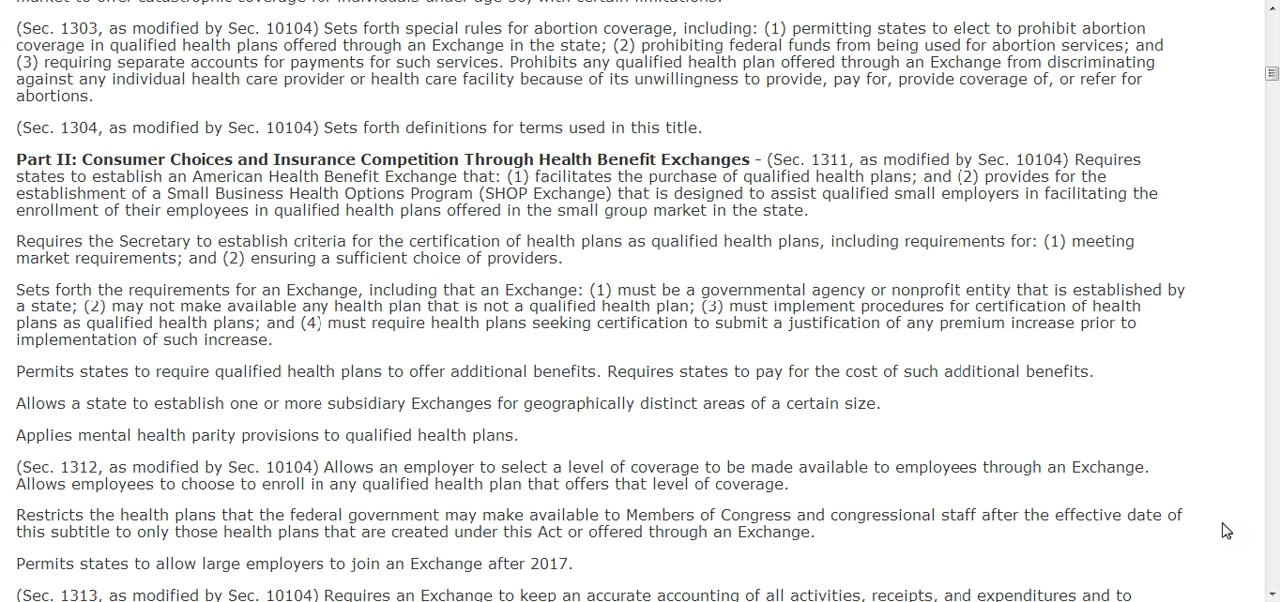 market to offer catastrophic coverage for individuals under age 30, with certain limitations.
(Sec. 1303, as modified by Sec. 10104) Sets forth special rules for abortion coverage, including: (1) permitting states to elect to prohibit abortion
coverage in qualified health plans offered through an Exchange in the state; (2) prohibiting federal funds from being used for abortion services; and
(3) requiring separate accounts for payments for such services. Prohibits any qualified health plan offered through an Exchange from discriminating
against any individual health care provider or health care facility because of its unwillingness to provide, pay for, provide coverage of, or refer for
abortions.
(Sec. 1304, as modified by Sec. 10104) Sets forth definitions for terms used in this title.
Part II: Consumer Choices and Insurance Competition Through Health Benefit Exchanges - (Sec. 1311, as modified by Sec. 10104) Requires
states to establish an American Health Benefit Exchange that: (1) facilitates the purchase of qualified health plans; and (2) provides for the
establishment of a Small Business Health Options Program (SHOP Exchange) that is designed to assist qualified small employers in facilitating the
enrollment of their employees in qualified health plans offered in the small group market in the state.
Requires the Secretary to establish criteria for the certification of health plans as qualified health plans, including requirements for: (1) meeting
market requirements; and (2) ensuring a sufficient choice of providers.
Sets forth the requirements for an Exchange, including that an Exchange: (1) must be a governmental agency or nonprofit entity that is established by
a state; (2) may not make available any health plan that is not a qualified health plan; (3) must implement procedures for certification of health
plans as qualified health plans; and (4) must require health plans seeking certification to submit a justification of any premium increase prior to
implementation of such increase.
Permits states to require qualified health plans to offer additional benefits. Requires states to pay for the cost of such additional benefits.
Allows a state to establish one or more subsidiary Exchanges for geographically distinct areas of a certain size.
Applies mental health parity provisions to qualified health plans.
(Sec. 1312, as modified by Sec. 10104) Allows an employer to select a level of coverage to be made available to employees through an Exchange.
Allows employees to choose to enroll in any qualified health plan that offers that level of coverage.
Restricts the health plans that the federal government may make available to Members of Congress and congressional staff after the effective date of
this subtitle to only those health plans that are created under this Act or offered through an Exchange.
Permits states to allow large employers to join an Exchange after 2017.
(Sec. 1313, as modified by Sec. 10104) Requires an Exchange to keep an accurate accounting of all activities, receipts, and expenditures and to